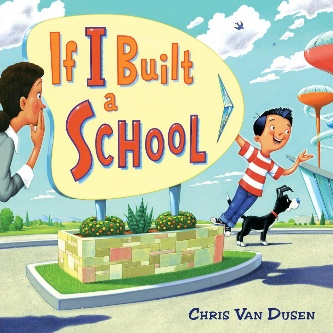 If I Built
a
School
Chris Van Dusen